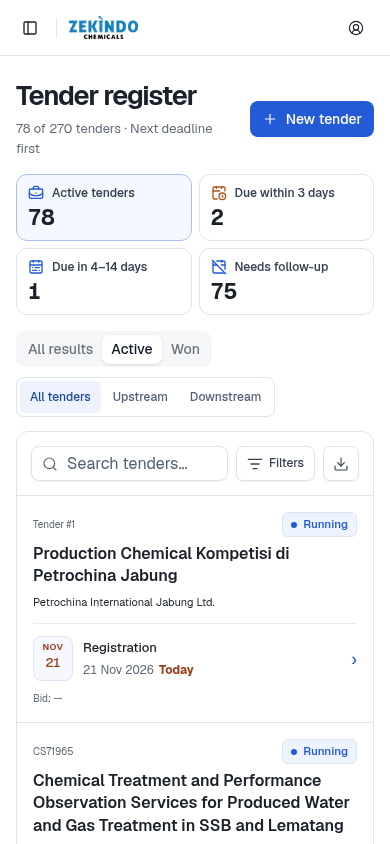 ZEKINDO
CHEMICALS
Tender register
78 of 270 tenders · Next deadline
first
New tender
Active tenders
78
Due within 3 days
2
Due in 4–14 days
1
Needs follow-up
75
All results
Active
Won
All tenders
Upstream
Downstream
Search tenders...
Filters
Tender #1
Running
Production Chemical Kompetisi di
Petrochina Jabung
Petrochina International Jabung Ltd.
NOV
21
Registration
21 Nov 2026 Today
Bid: —
CS71965
Running
Chemical Treatment and Performance
Observation Services for Produced Water
and Gas Treatment in SSB and Lematang